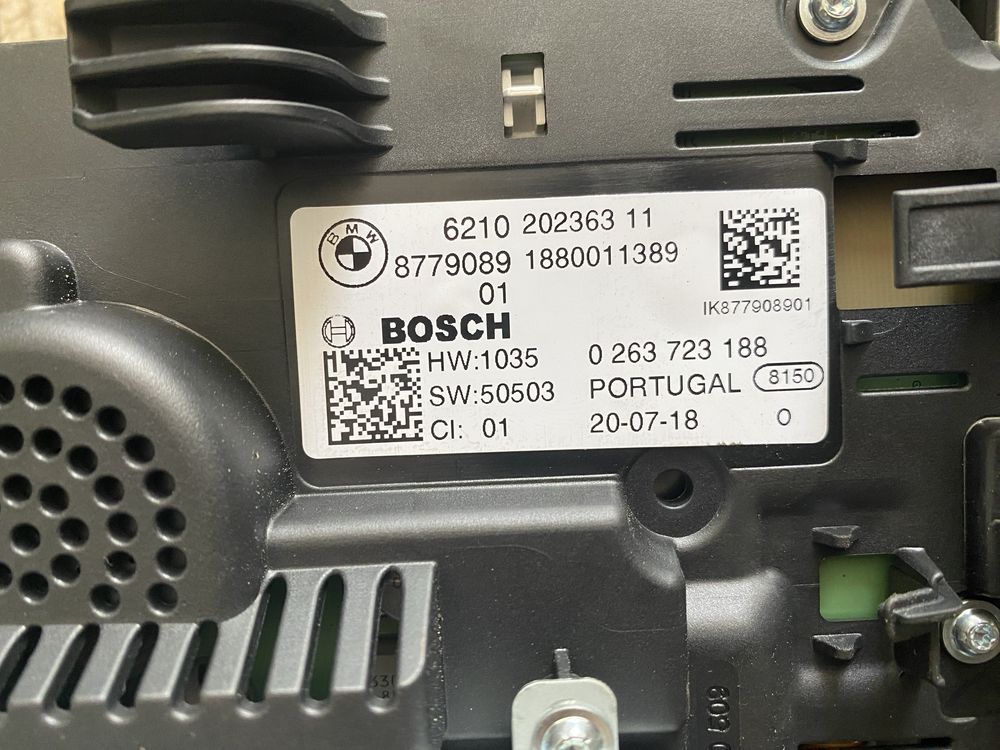 BMW
6210 202363 11
8779089 1880011389
01
IK877908901
BOSCH
HW:1035 0 263 723 188
SW:50503 PORTUGAL 8150
CI: 01 20-07-18 O